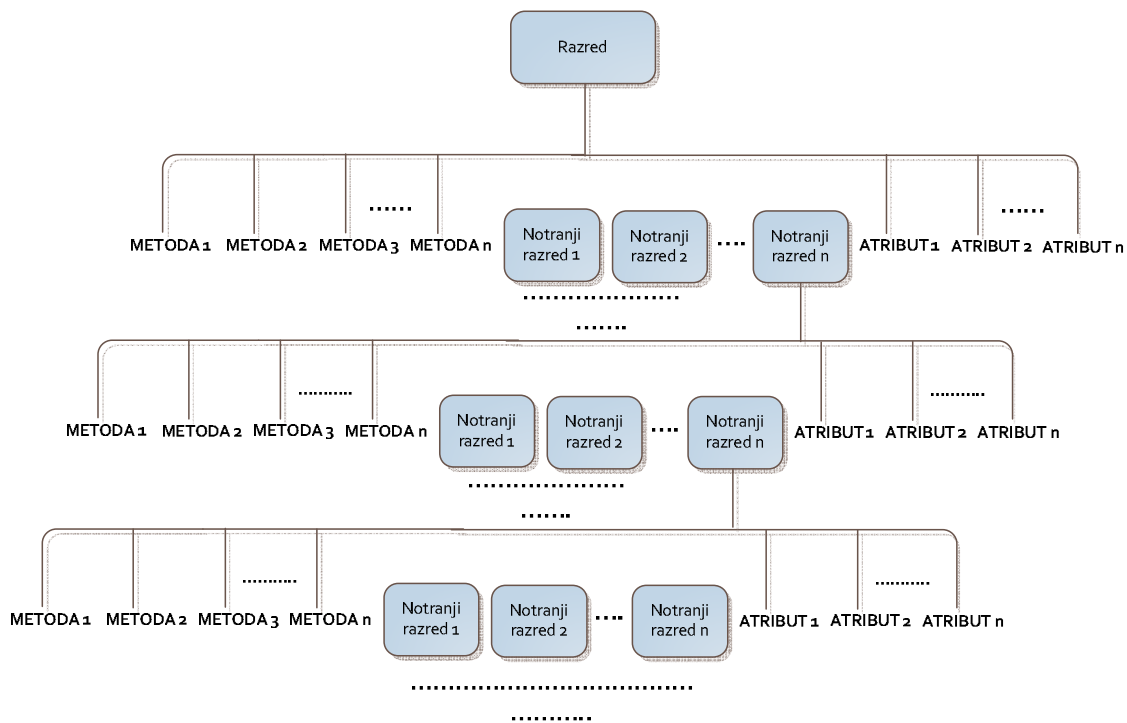 Razred
......
METODA 1 METODA 2 METODA 3 METODA n
Notranji
razred 1
Notranji
razred 2
....
Notranji
razred n
......
ATRIBUT 1 ATRIBUT 2 ATRIBUT n
.....................
.......
...........
METODA 1 METODA 2 METODA 3 METODA n
Notranji
razred 1
Notranji
razred 2
....
Notranji
razred n
...........
ATRIBUT 1 ATRIBUT 2 ATRIBUT n
.....................
.......
...........
METODA 1 METODA 2 METODA 3 METODA n
Notranji
razred 1
Notranji
razred 2
....
Notranji
razred n
...........
ATRIBUT 1 ATRIBUT 2 ATRIBUT n
......................................
...........